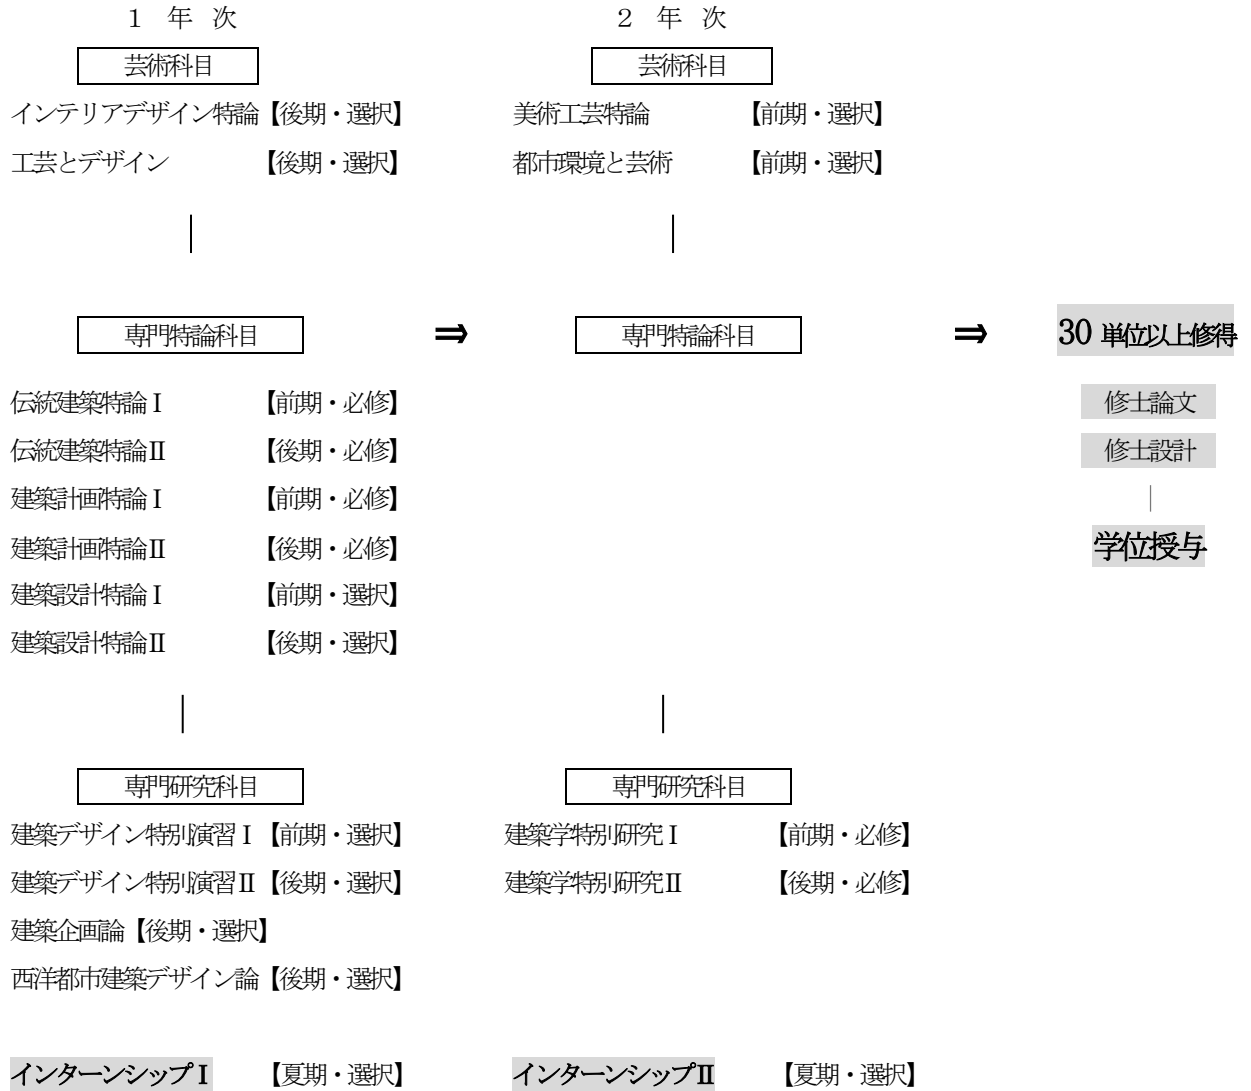 1 年 次 2 年 次
芸術科目 芸術科目
インテリアデザイン特論【後期・選択】 美術工芸特論 【前期・選択】
工芸とデザイン 【後期・選択】 都市環境と芸術 【前期・選択】
専門特論科目 ⇒ 専門特論科目 ⇒ 30 単位以上修得
伝統建築特論Ⅰ 【前期・必修】 修士論文
伝統建築特論Ⅱ 【後期・必修】 修士設計
建築計画特論Ⅰ 【前期・必修】
建築計画特論Ⅱ 【後期・必修】 学位授与
建築設計特論Ⅰ 【前期・選択】
建築設計特論Ⅱ 【後期・選択】
専門研究科目 専門研究科目
建築デザイン特別演習Ⅰ【前期・選択】 建築学特別研究Ⅰ 【前期・必修】
建築デザイン特別演習Ⅱ【後期・選択】 建築学特別研究Ⅱ 【後期・必修】
建築企画論【後期・選択】
西洋都市建築デザイン論【後期・選択】
インターンシップⅠ 【夏期・選択】 インターンシップⅡ 【夏期・選択】